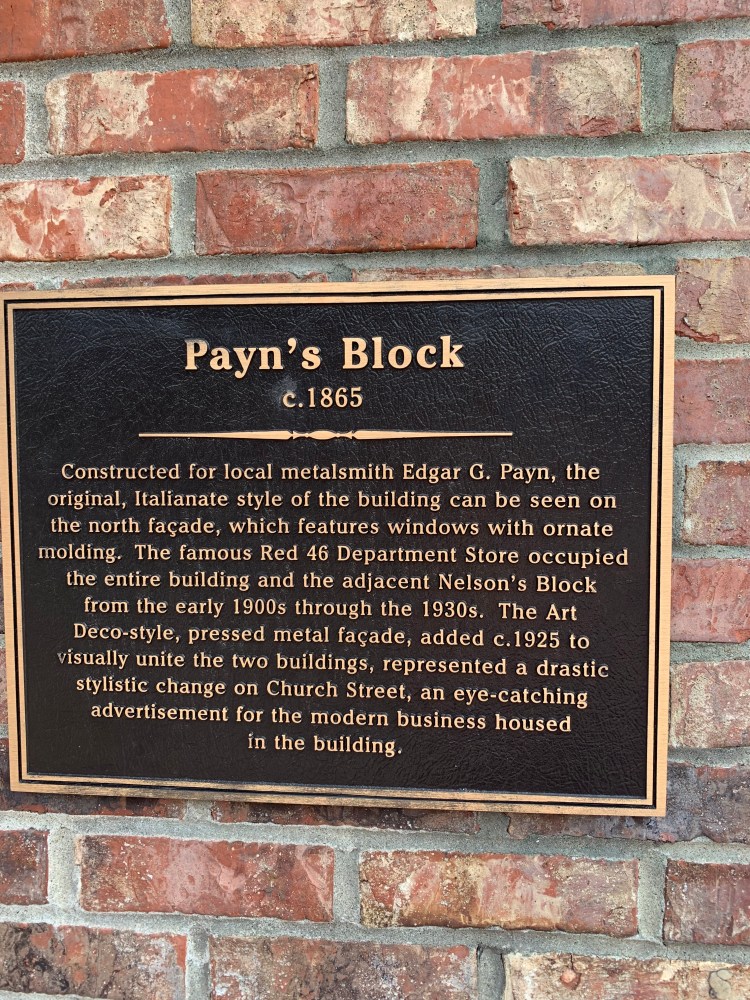 Payn's Block
c.1865
Constructed for local metalsmith Edgar G. Payn, the
original, Italianate style of the building can be seen on
the north façade, which features windows with ornate
molding. The famous Red 46 Department Store occupied
the entire building and the adjacent Nelson's Block
from the early 1900s through the 1930s. The Art
Deco-style, pressed metal façade, added c.1925 to
visually unite the two buildings, represented a drastic
stylistic change on Church Street, an eye-catching
advertisement for the modern business housed
in the building.